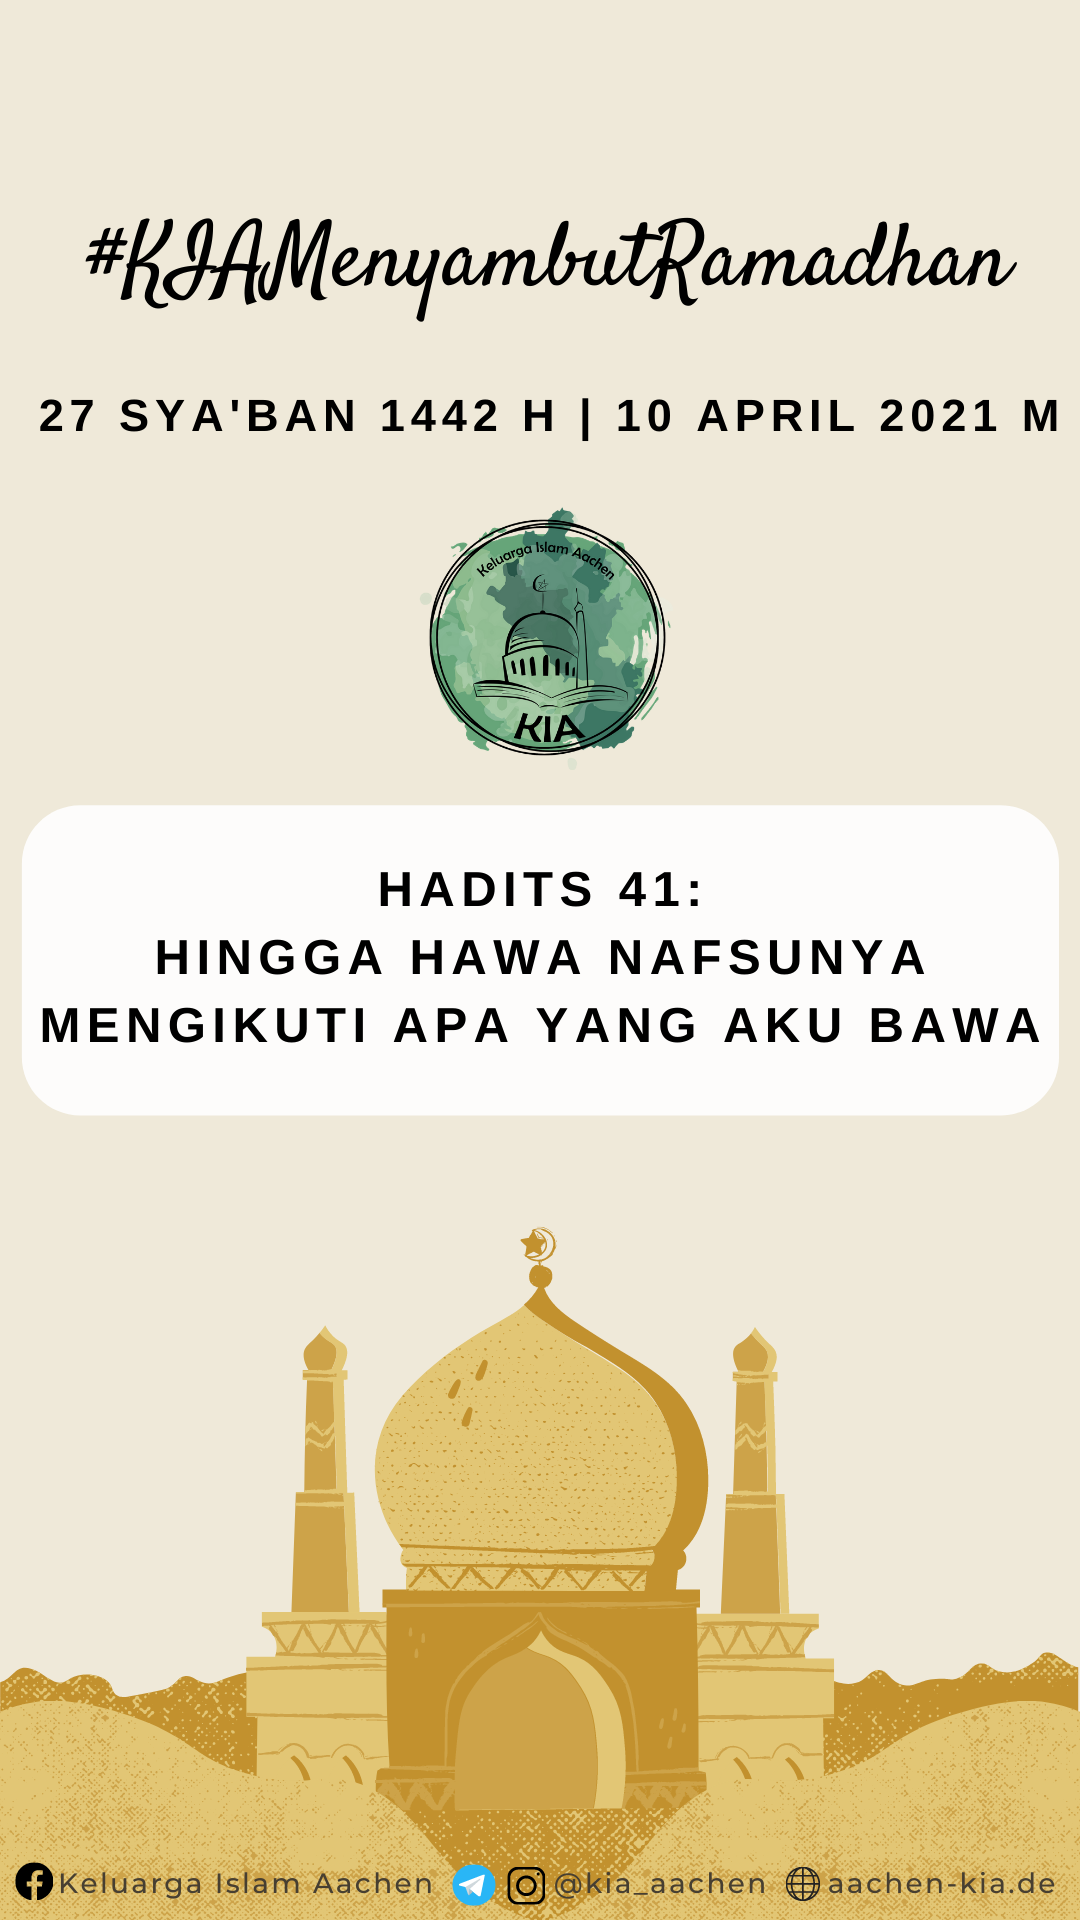 #KIAMenyambutRamadhan
27 SYA'BAN 1442 H | 10 APRIL 2021 M
Keluarga Islam Aachen
KIA
HADITS 41:
HINGGA HAWA NAFSUNYA
MENGIKUTI APA YANG AKU BAWA
Keluarga Islam Aachen @kia_aachen aachen-kia.de